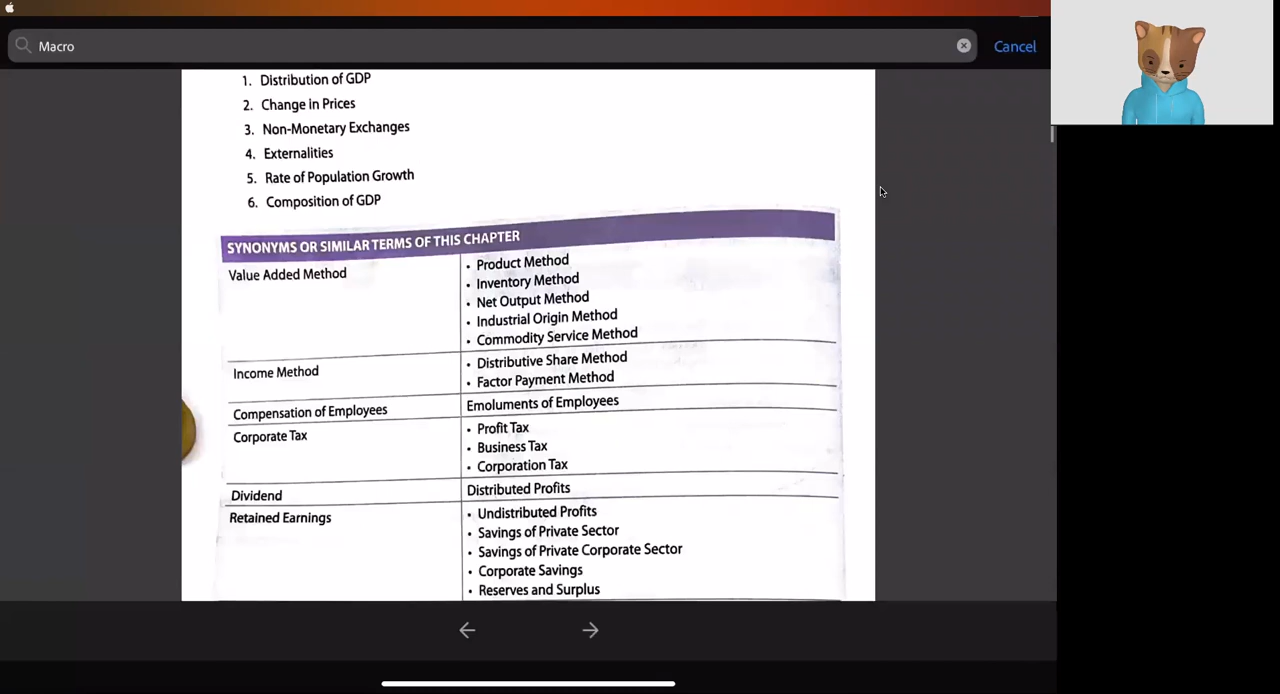 Macro
Cancel
1. Distribution of GDP
2. Change in Prices
3. Non-Monetary Exchanges
4. Externalities
5. Rate of Population Growth
6. Composition of GDP
SYNONYMS OR SIMILAR TERMS OF THIS CHAPTER
Value Added Method
• Product Method
• Inventory Method
• Net Output Method
• Industrial Origin Method
• Commodity Service Method
Income Method
• Distributive Share Method
• Factor Payment Method
Compensation of Employees
Emoluments of Employees
Corporate Tax
• Profit Tax
• Business Tax
• Corporation Tax
Dividend
Distributed Profits
Retained Earnings
• Undistributed Profits
• Savings of Private Sector
• Savings of Private Corporate Sector
• Corporate Savings
• Reserves and Surplus